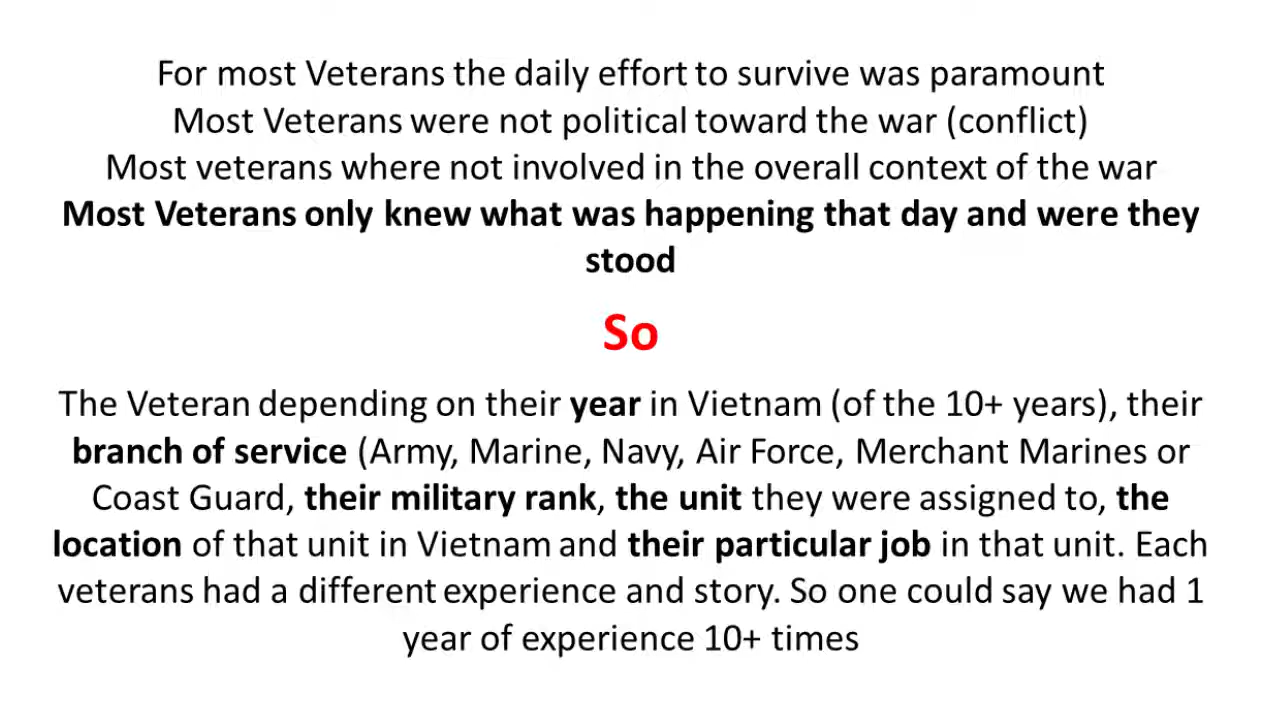 For most Veterans the daily effort to survive was paramount
Most Veterans were not political toward the war (conflict)
Most veterans where not involved in the overall context of the war
Most Veterans only knew what was happening that day and were they
stood
So
The Veteran depending on their year in Vietnam (of the 10+ years), their
branch of service (Army, Marine, Navy, Air Force, Merchant Marines or
Coast Guard, their military rank, the unit they were assigned to, the
location of that unit in Vietnam and their particular job in that unit. Each
veterans had a different experience and story. So one could say we had 1
year of experience 10+ times